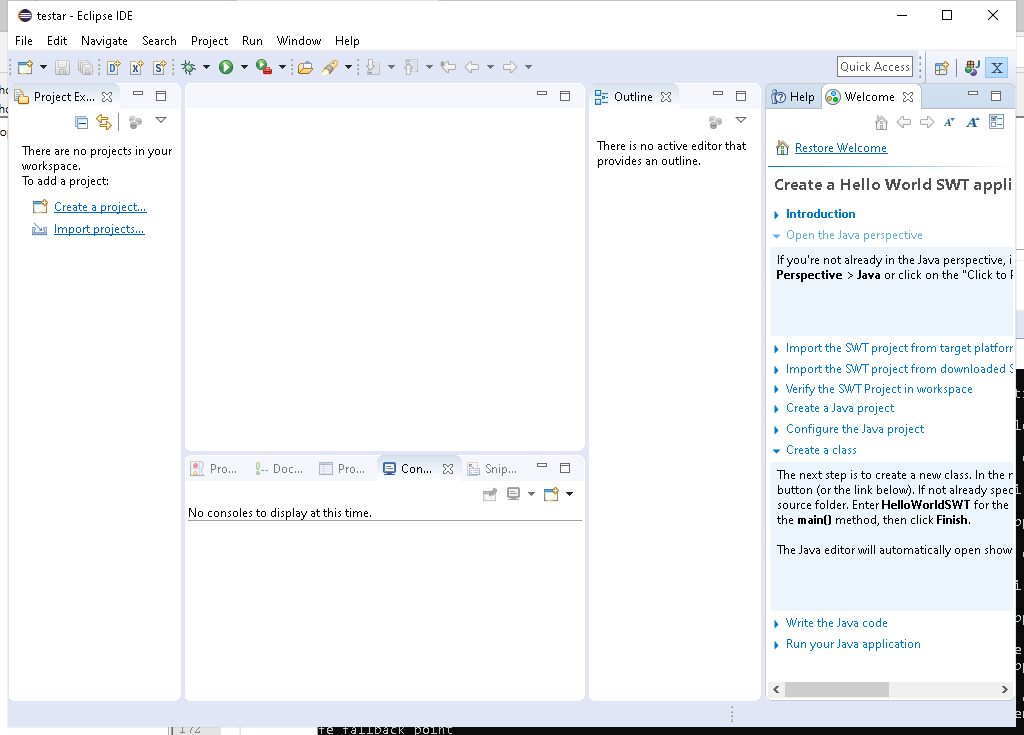 testar - Eclipse IDE
File Edit Navigate Search Project Run Window Help
Quick Access
Project Ex...
There are no projects in your
workspace.
To add a project:
Create a project...
Import projects...
Outline
There is no active editor that
provides an outline.
Help Welcome
Restore Welcome
Create a Hello World SWT appli
Introduction
Open the Java perspective
If you're not already in the Java perspective, i
Perspective > Java or click on the "Click to P
Import the SWT project from target platforr
Import the SWT project from downloaded S
Verify the SWT Project in workspace
Create a Java project
Configure the Java project
Create a class
The next step is to create a new class. In the r
button (or the link below). If not already spec
source folder. Enter HelloWorldSWT for the
the main() method, then click Finish.
The Java editor will automatically open show
Write the Java code
Run your Java application
Pro... Doc... Pro... Con... Snip...
No consoles to display at this time.
172
fe fallback point